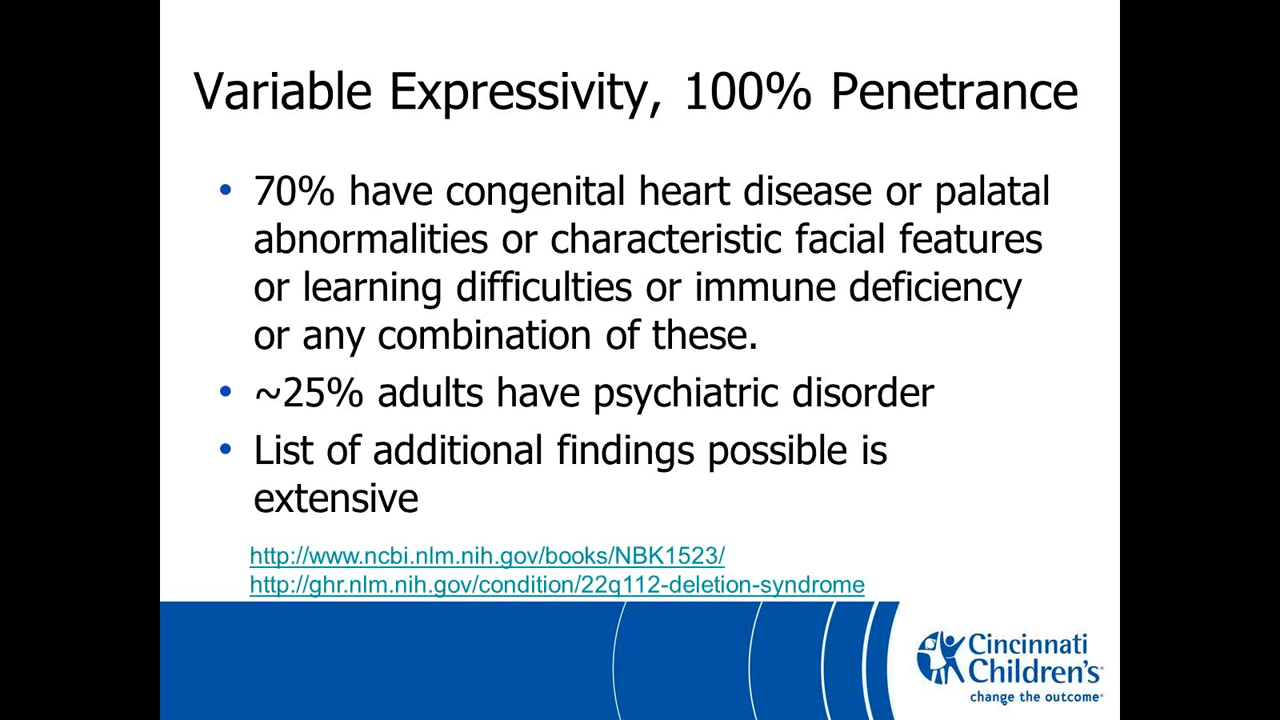 Variable Expressivity, 100% Penetrance
• 70% have congenital heart disease or palatal
abnormalities or characteristic facial features
or learning difficulties or immune deficiency
or any combination of these.
• ~25% adults have psychiatric disorder
• List of additional findings possible is
extensive
http://www.ncbi.nlm.nih.gov/books/NBK1523/
http://ghr.nlm.nih.gov/condition/22q112-deletion-syndrome
Cincinnati
Children's
change the outcome